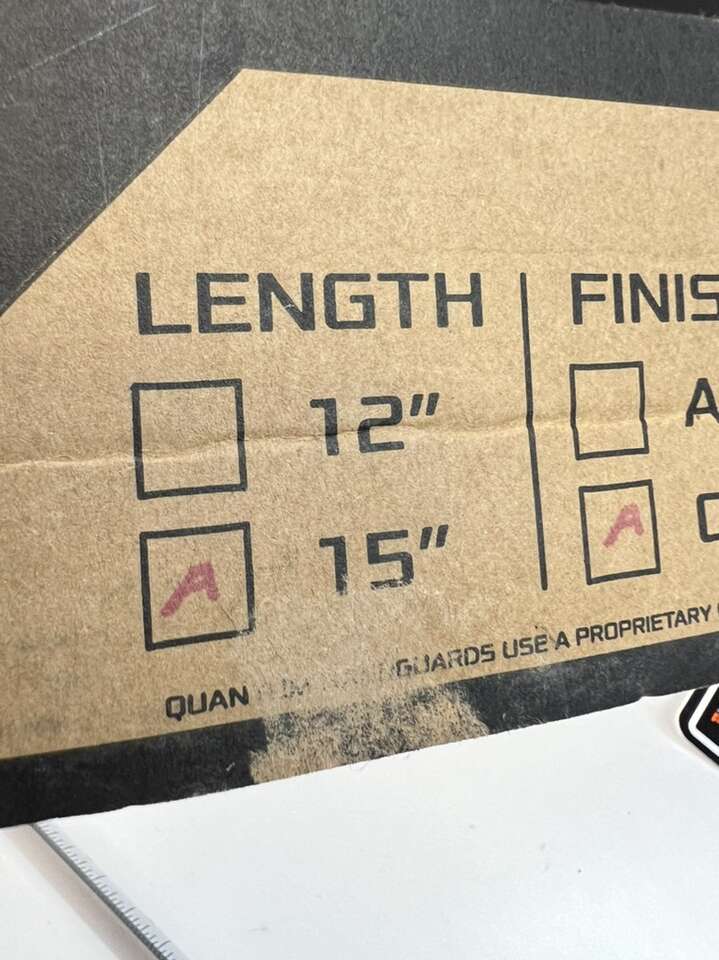 LENGTH
12”
A 15”
FINIS
A
A
QUAN GUARDS USE A PROPRIETARY